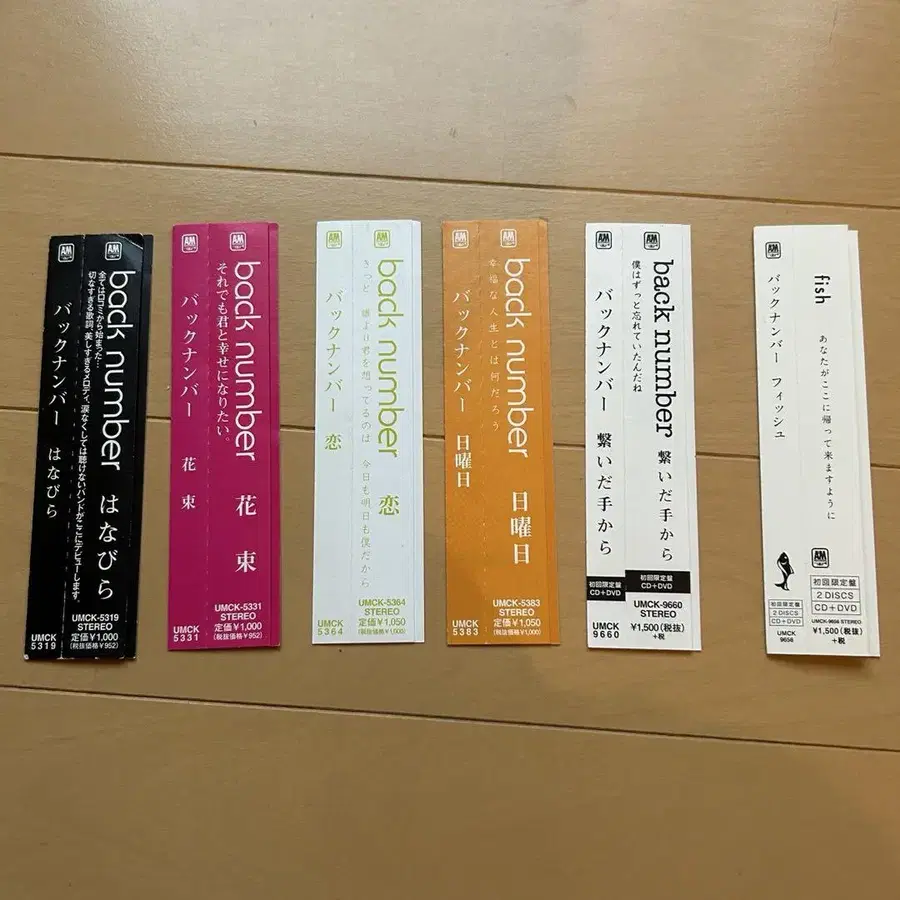 A&M
バックナンバー はなびら
UMCK
5319
A&M
back number はなびら
全ては口コミから始まった…
切なすぎる歌詞、美しすぎるメロディ、涙なくしては聴けないバンドがここにデビューします。
UMCK-5319
STEREO
定価¥1,000
(税抜価格¥952)
A&M
バックナンバー 花束
UMCK
5331
A&M
back number 花束
それでも君と幸せになりたい。
UMCK-5331
STEREO
定価¥1,000
(税抜価格¥952)
A&M
バックナンバー 恋
UMCK
5364
A&M
back number 恋
きっと 誰より君を想ってるのは 今日も明日も僕だから
UMCK-5364
STEREO
定価¥1,050
(税抜価格¥1,000)
A&M
バックナンバー 日曜日
UMCK
5383
A&M
back number 日曜日
幸福な人生とは何だろう
UMCK-5383
STEREO
定価¥1,050
(税抜価格¥1,000)
A&M
バックナンバー 繋いだ手から
初回限定盤
CD+DVD
UMCK
9660
A&M
back number 繋いだ手から
僕はずっと忘れていたんだね
初回限定盤
CD+DVD
UMCK-9660
STEREO
¥1,500(税抜)
+税
A&M
バックナンバー フィッシュ
初回限定盤
2 DISCS
CD+DVD
UMCK
9656
fish
あなたがここに帰って来ますように
A&M
初回限定盤
2 DISCS
CD+DVD
UMCK-9656 STEREO
¥1,500(税抜)
+税